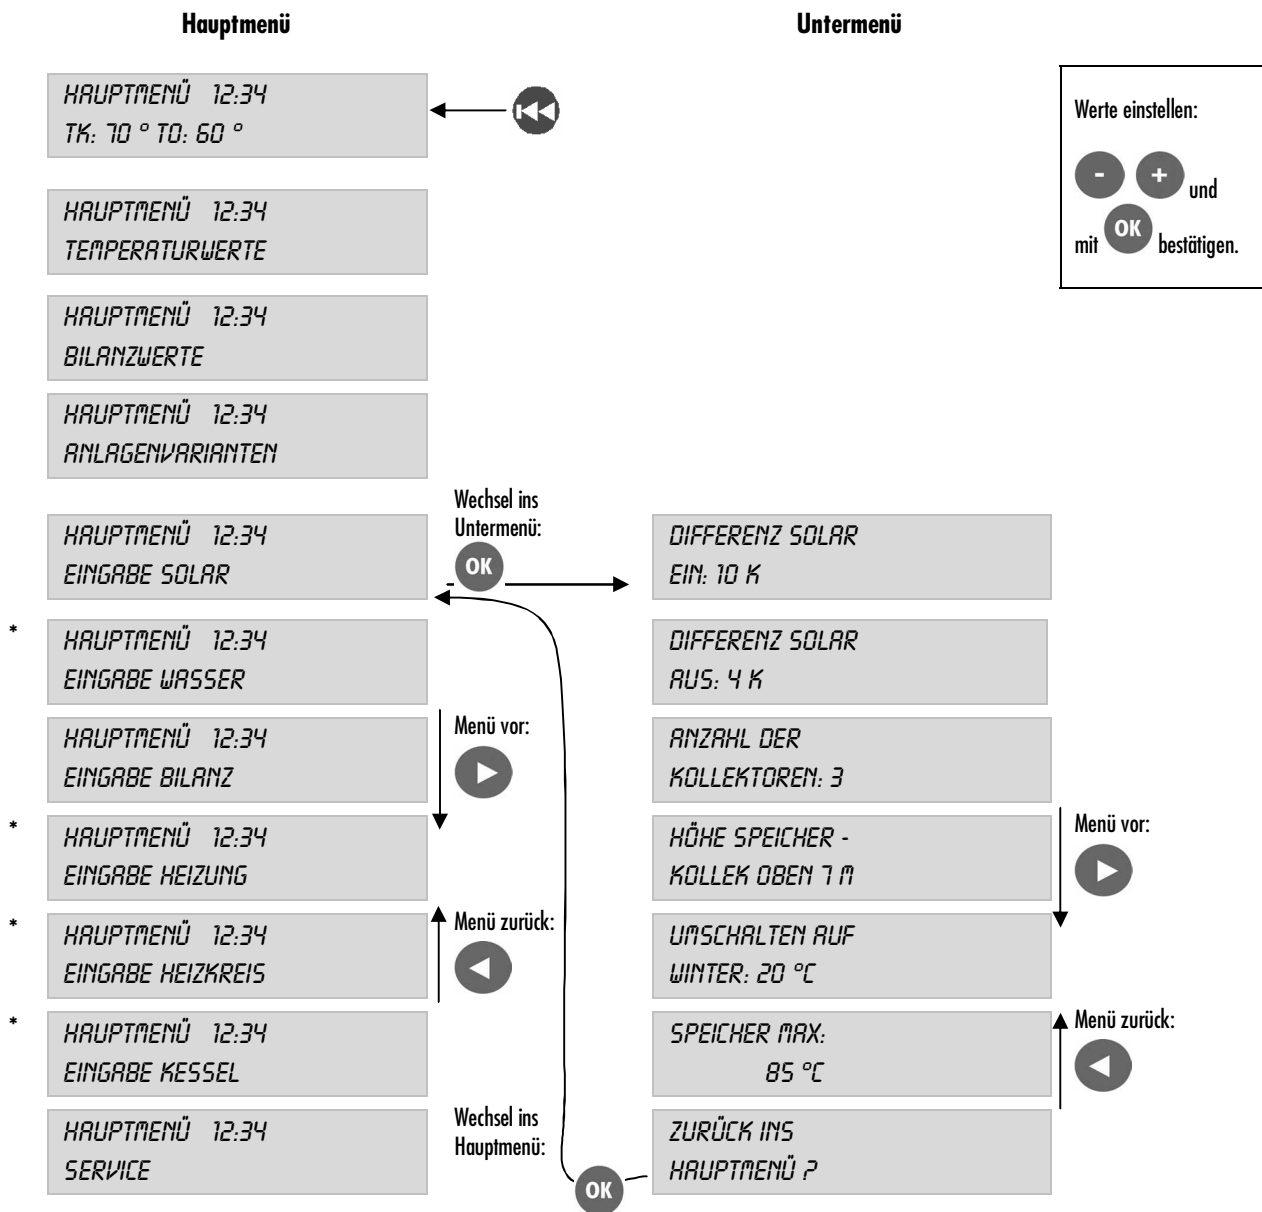 Hauptmenü
Untermenü
HAUPTMENÜ 12:34
TK: 70 ° TO: 60 °
Werte einstellen:
- + und
mit OK bestätigen.
HAUPTMENÜ 12:34
TEMPERATURWERTE
HAUPTMENÜ 12:34
BILANZWERTE
HAUPTMENÜ 12:34
ANLAGENVARIANTEN
HAUPTMENÜ 12:34
EINGABE SOLAR
Wechsel ins
Untermenü:
OK
DIFFERENZ SOLAR
EIN: 10 K
*
HAUPTMENÜ 12:34
EINGABE WASSER
DIFFERENZ SOLAR
AUS: 4 K
HAUPTMENÜ 12:34
EINGABE BILANZ
Menü vor:
ANZAHL DER
KOLLEKTOREN: 3
*
HAUPTMENÜ 12:34
EINGABE HEIZUNG
HÖHE SPEICHER -
KOLLEK OBEN 7 M
Menü vor:
*
HAUPTMENÜ 12:34
EINGABE HEIZKREIS
Menü zurück:
UMSCHALTEN AUF
WINTER: 20 °C
*
HAUPTMENÜ 12:34
EINGABE KESSEL
SPEICHER MAX:
85 °C
Menü zurück:
HAUPTMENÜ 12:34
SERVICE
Wechsel ins
Hauptmenü:
OK
ZURÜCK INS
HAUPTMENÜ ?